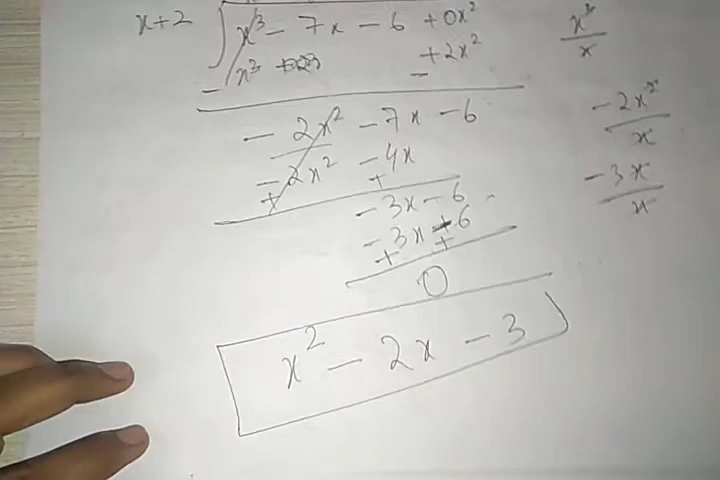 x+2 ) x³ - 7x - 6 + 0x²
- x³ + 2x²
-
x³/x
- 2x² - 7x - 6
-2x²/x
- 2x² - 4x
+ +
-3x/x
- 3x - 6
- 3x - 6
+ +
0
x² - 2x - 3